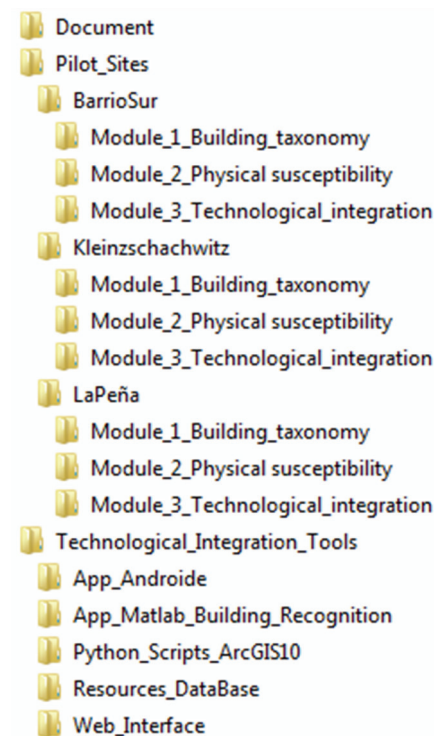 Document
Pilot_Sites
BarrioSur
Module_1_Building_taxonomy
Module_2_Physical susceptibility
Module_3_Technological_integration
Kleinzschachwitz
Module_1_Building_taxonomy
Module_2_Physical susceptibility
Module_3_Technological_integration
LaPeña
Module_1_Building_taxonomy
Module_2_Physical susceptibility
Module_3_Technological_integration
Technological_Integration_Tools
App_Androide
App_Matlab_Building_Recognition
Python_Scripts_ArcGIS10
Resources_DataBase
Web_Interface